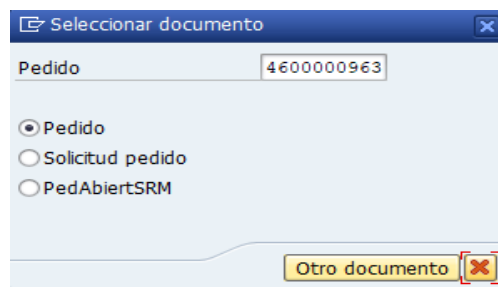 Seleccionar documento
Pedido 4600000963
Pedido
Solicitud pedido
PedAbiertSRM
Otro documento